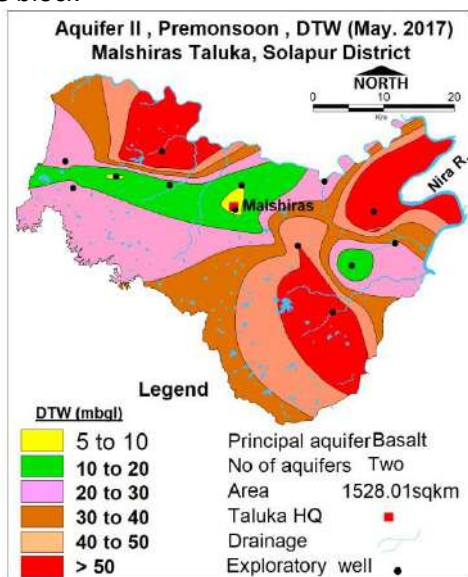 Aquifer II , Premonsoon , DTW (May. 2017)
Malshiras Taluka, Solapur District
NORTH
0 10 20
Km
Nira R.
Malshiras
Legend
DTW (mbgl)
5 to 10
10 to 20
20 to 30
30 to 40
40 to 50
> 50
Principal aquifer Basalt
No of aquifers Two
Area 1528.01sqkm
Taluka HQ
Drainage
Exploratory well